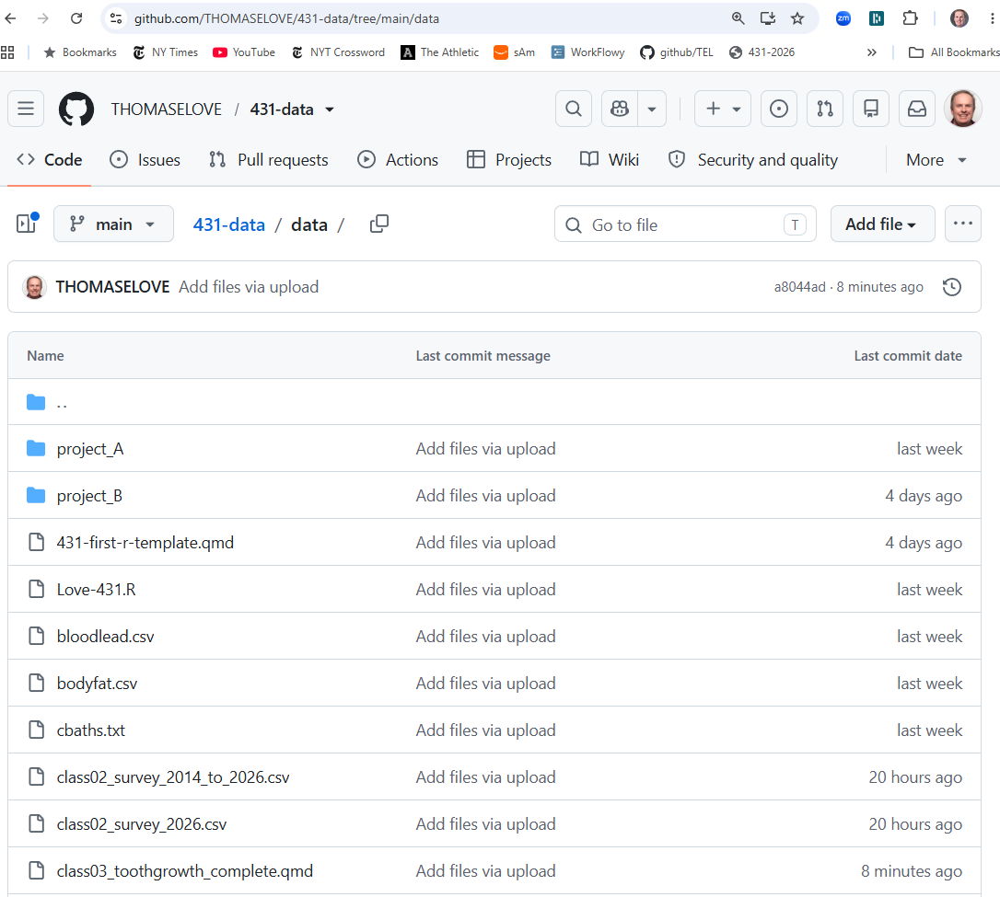 github.com/THOMASELOVE/431-data/tree/main/data
zm
Bookmarks NY Times YouTube NYT Crossword A The Athletic sAm WorkFlowy github/TEL 431-2026 » All Bookmarks
THOMASELOVE / 431-data
Code Issues Pull requests Actions Projects Wiki Security and quality More
main 431-data / data / Go to file T Add file
THOMASELOVE Add files via upload a8044ad · 8 minutes ago
Name Last commit message Last commit date
..
project_A Add files via upload last week
project_B Add files via upload 4 days ago
431-first-r-template.qmd Add files via upload 4 days ago
Love-431.R Add files via upload last week
bloodlead.csv Add files via upload last week
bodyfat.csv Add files via upload last week
cbaths.txt Add files via upload last week
class02_survey_2014_to_2026.csv Add files via upload 20 hours ago
class02_survey_2026.csv Add files via upload 20 hours ago
class03_toothgrowth_complete.qmd Add files via upload 8 minutes ago